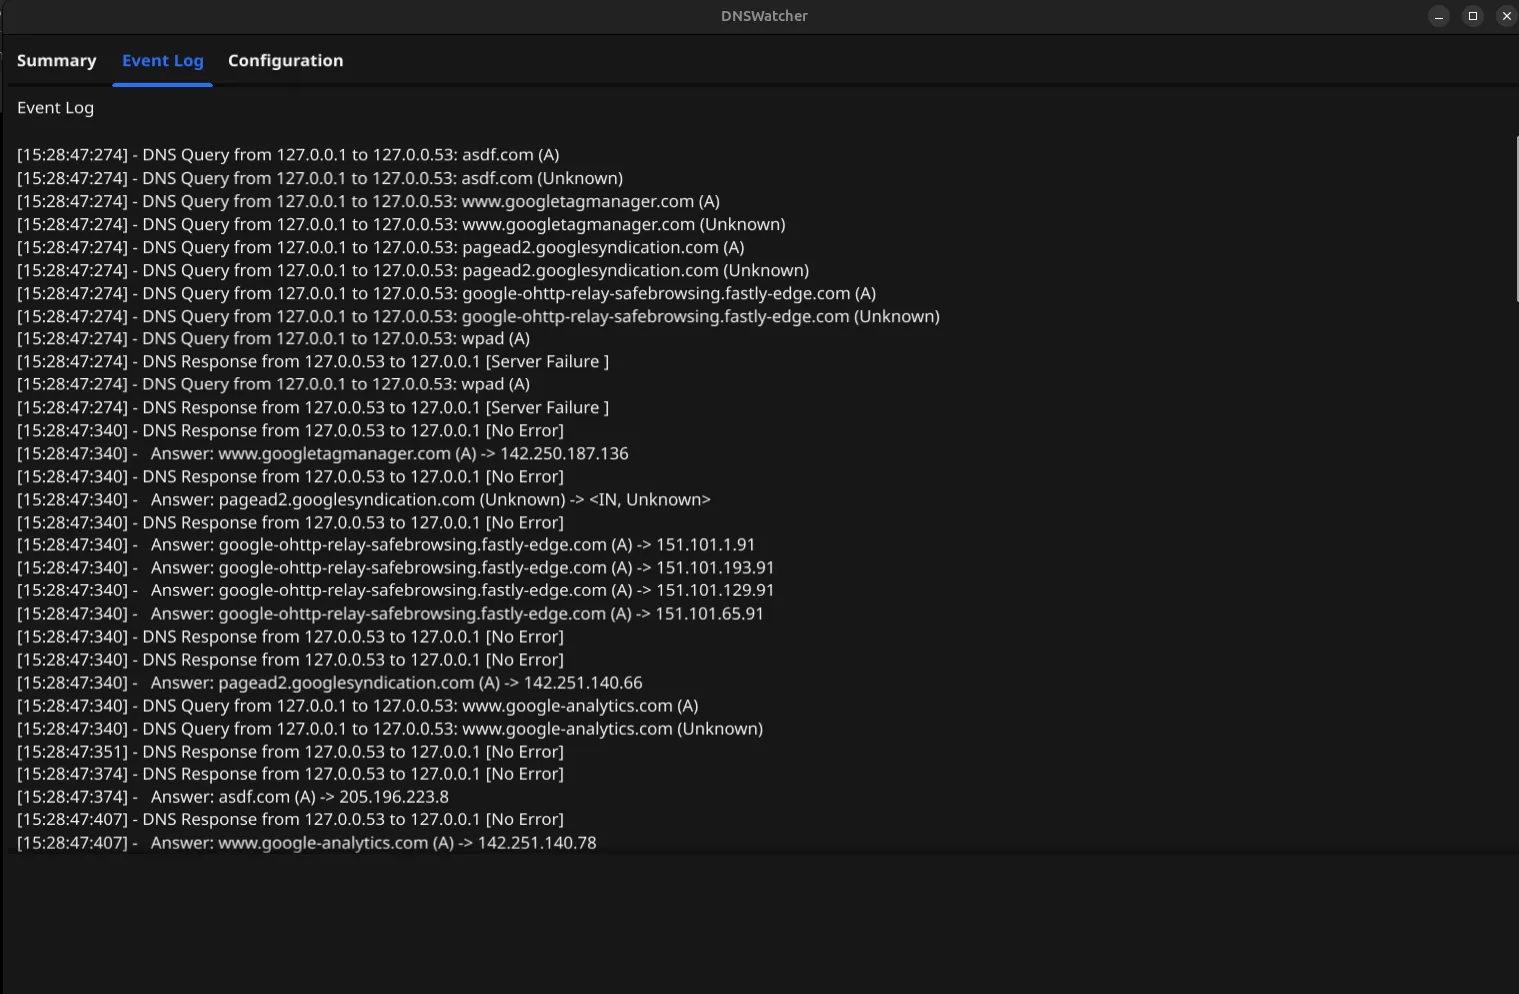 DNSWatcher
Summary Event Log Configuration
Event Log
[15:28:47:274] - DNS Query from 127.0.0.1 to 127.0.0.53: asdf.com (A)
[15:28:47:274] - DNS Query from 127.0.0.1 to 127.0.0.53: asdf.com (Unknown)
[15:28:47:274] - DNS Query from 127.0.0.1 to 127.0.0.53: www.googletagmanager.com (A)
[15:28:47:274] - DNS Query from 127.0.0.1 to 127.0.0.53: www.googletagmanager.com (Unknown)
[15:28:47:274] - DNS Query from 127.0.0.1 to 127.0.0.53: pagead2.googlesyndication.com (A)
[15:28:47:274] - DNS Query from 127.0.0.1 to 127.0.0.53: pagead2.googlesyndication.com (Unknown)
[15:28:47:274] - DNS Query from 127.0.0.1 to 127.0.0.53: google-ohttp-relay-safebrowsing.fastly-edge.com (A)
[15:28:47:274] - DNS Query from 127.0.0.1 to 127.0.0.53: google-ohttp-relay-safebrowsing.fastly-edge.com (Unknown)
[15:28:47:274] - DNS Query from 127.0.0.1 to 127.0.0.53: wpad (A)
[15:28:47:274] - DNS Response from 127.0.0.53 to 127.0.0.1 [Server Failure ]
[15:28:47:274] - DNS Query from 127.0.0.1 to 127.0.0.53: wpad (A)
[15:28:47:274] - DNS Response from 127.0.0.53 to 127.0.0.1 [Server Failure ]
[15:28:47:340] - DNS Response from 127.0.0.53 to 127.0.0.1 [No Error]
[15:28:47:340] -   Answer: www.googletagmanager.com (A) -> 142.250.187.136
[15:28:47:340] - DNS Response from 127.0.0.53 to 127.0.0.1 [No Error]
[15:28:47:340] -   Answer: pagead2.googlesyndication.com (Unknown) -> <IN, Unknown>
[15:28:47:340] - DNS Response from 127.0.0.53 to 127.0.0.1 [No Error]
[15:28:47:340] -   Answer: google-ohttp-relay-safebrowsing.fastly-edge.com (A) -> 151.101.1.91
[15:28:47:340] -   Answer: google-ohttp-relay-safebrowsing.fastly-edge.com (A) -> 151.101.193.91
[15:28:47:340] -   Answer: google-ohttp-relay-safebrowsing.fastly-edge.com (A) -> 151.101.129.91
[15:28:47:340] -   Answer: google-ohttp-relay-safebrowsing.fastly-edge.com (A) -> 151.101.65.91
[15:28:47:340] - DNS Response from 127.0.0.53 to 127.0.0.1 [No Error]
[15:28:47:340] - DNS Response from 127.0.0.53 to 127.0.0.1 [No Error]
[15:28:47:340] -   Answer: pagead2.googlesyndication.com (A) -> 142.251.140.66
[15:28:47:340] - DNS Query from 127.0.0.1 to 127.0.0.53: www.google-analytics.com (A)
[15:28:47:340] - DNS Query from 127.0.0.1 to 127.0.0.53: www.google-analytics.com (Unknown)
[15:28:47:351] - DNS Response from 127.0.0.53 to 127.0.0.1 [No Error]
[15:28:47:374] - DNS Response from 127.0.0.53 to 127.0.0.1 [No Error]
[15:28:47:374] -   Answer: asdf.com (A) -> 205.196.223.8
[15:28:47:407] - DNS Response from 127.0.0.53 to 127.0.0.1 [No Error]
[15:28:47:407] -   Answer: www.google-analytics.com (A) -> 142.251.140.78